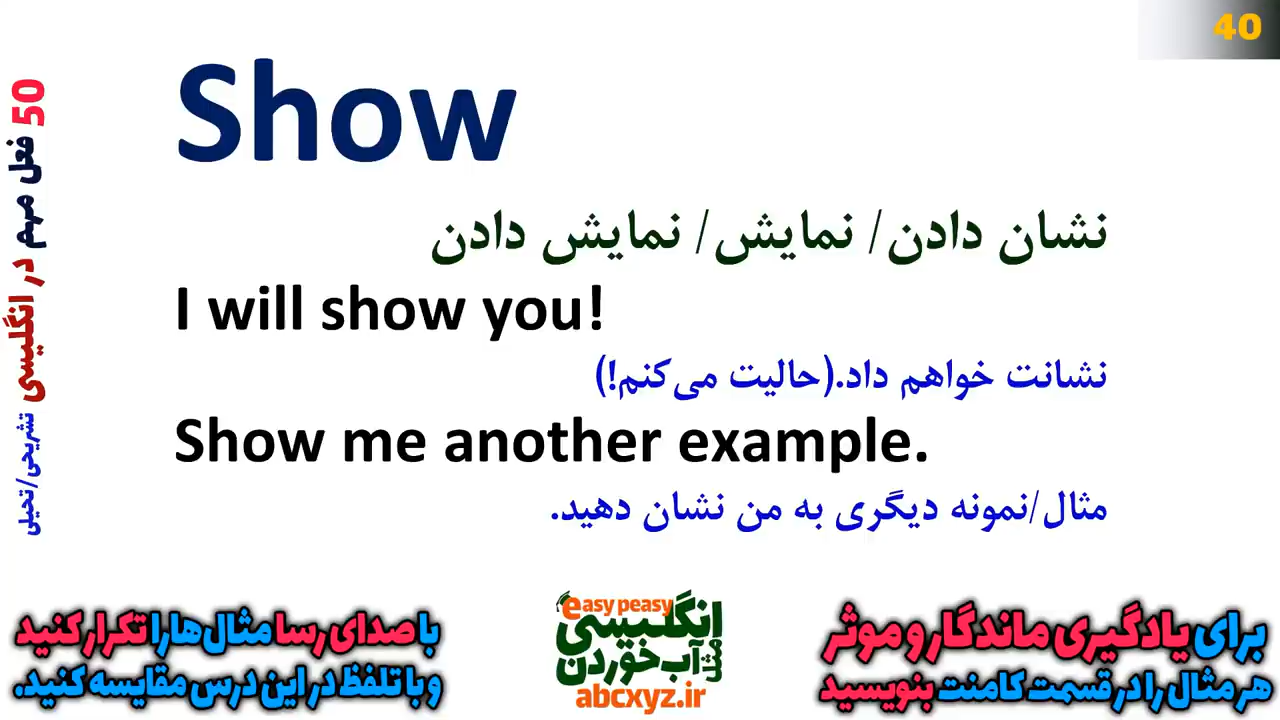 40
Show
نشان دادن/ نمایش/ نمایش دادن
I will show you!
نشانت خواهم داد.(حالیت می‌کنم!)
Show me another example.
مثال/نمونه دیگری به من نشان دهید.
50 فعل مهم در انگلیسی تشریحی/تحیلی
برای یادگیری ماندگار و موثر
هر مثال را در قسمت کامنت بنویسید
easy peasy
انگلیسی
مثل آب خوردن
abcxyz.ir
با صدای رسا مثال‌ها را تکرار کنید
و با تلفظ در این درس مقایسه کنید.